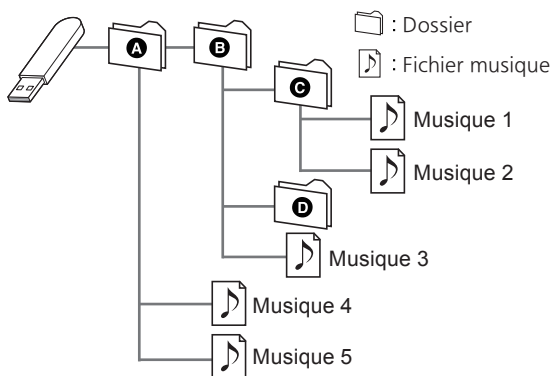 A
B
: Dossier
: Fichier musique
C
Musique 1
Musique 2
D
Musique 3
Musique 4
Musique 5